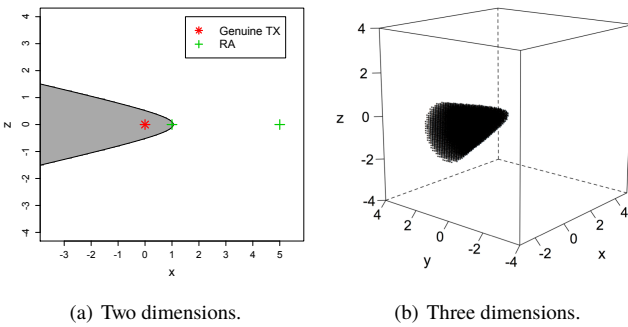 4
3
2
1
0
-1
-2
-3
-4
z
Genuine TX
RA
-3 -2 -1 0 1 2 3 4 5
x
(a) Two dimensions.
4
2
0
-2
-4
z
4 2 0 -2 -4
y
-2 0 2 4
x
(b) Three dimensions.